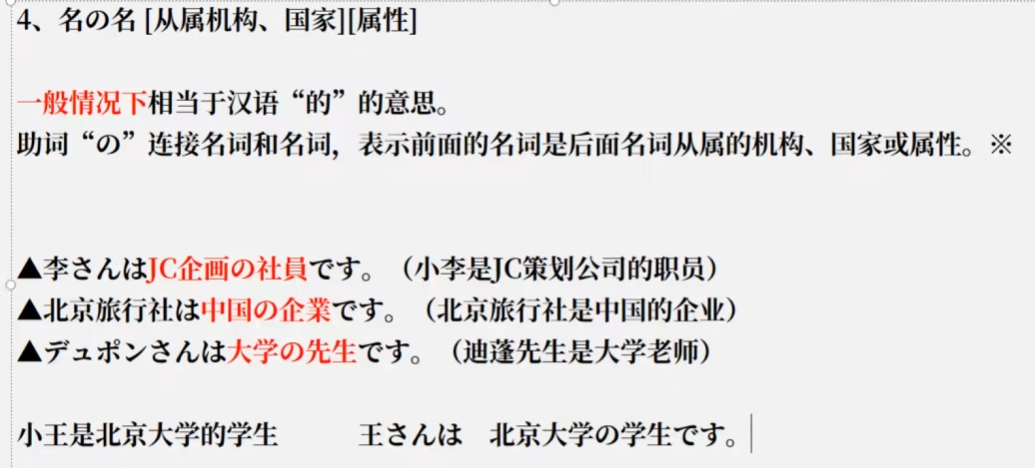 4、名の名 [从属机构、国家][属性]
一般情况下相当于汉语“的”的意思。
助词“の”连接名词和名词，表示前面的名词是后面名词从属的机构、国家或属性。※
▲李さんはJC企画の社員です。（小李是JC策划公司的职员）
▲北京旅行社は中国の企業です。（北京旅行社是中国的企业）
▲デュポンさんは大学の先生です。（迪蓬先生是大学老师）
小王是北京大学的学生　　　王さんは　北京大学の学生です。